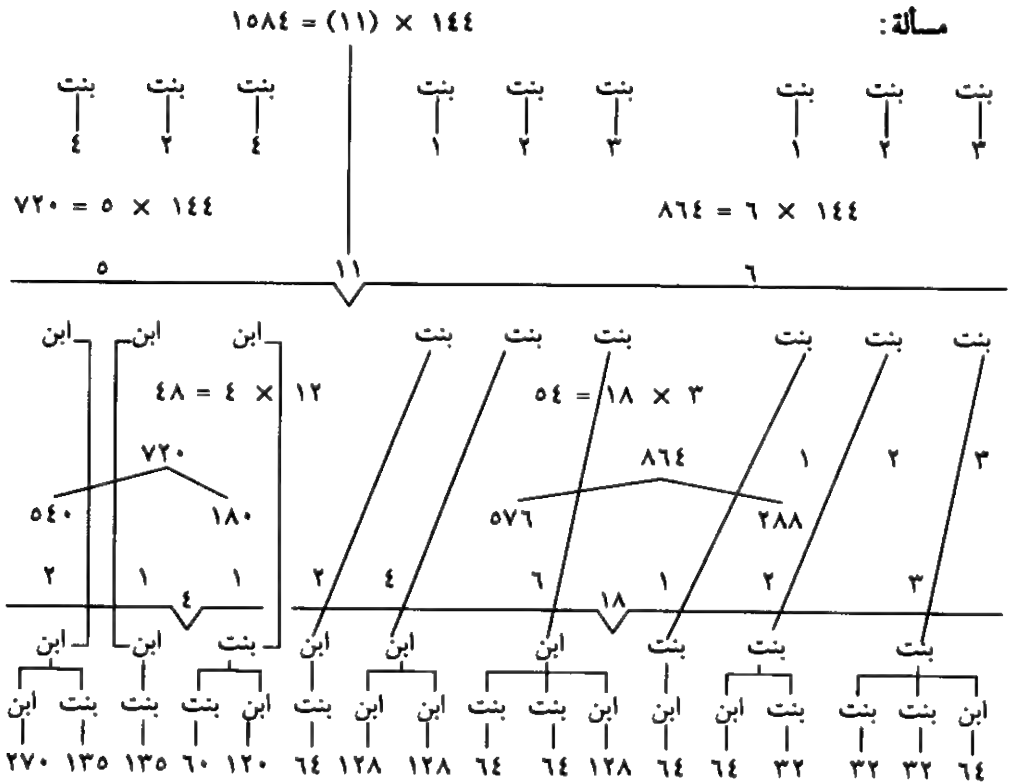 مسألة:
١٤٤ × (١١) = ١٥٨٤
بنت بنت بنت بنت بنت بنت بنت بنت بنت
٣ ٢ ١ ٣ ٢ ١ ٤ ٢ ٤
١٤٤ × ٦ = ٨٦٤
١٤٤ × ٥ = ٧٢٠
٦ ١١ ٥
بنت بنت بنت بنت بنت بنت ابن ابن ابن
٣ × ١٨ = ٥٤
١٢ × ٤ = ٤٨
٣ ٢ ١ ٨٦٤ ٧٢٠
٢٨٨ ٥٧٦ ١٨٠ ٥٤٠
٣ ٢ ١ ١٨ ٦ ٤ ٢ ١ ٤ ١ ٢
بنت بنت بنت ابن ابن ابن بنت ابن ابن
ابن بنت بنت بنت ابن ابن ابن بنت بنت ابن ابن بنت ابن بنت بنت بنت ابن
٦٤ ٣٢ ٣٢ ٣٢ ٦٤ ٦٤ ١٢٨ ٦٤ ٦٤ ١٢٨ ١٢٨ ٦٤ ١٢٠ ٦٠ ١٣٥ ١٣٥ ٢٧٠